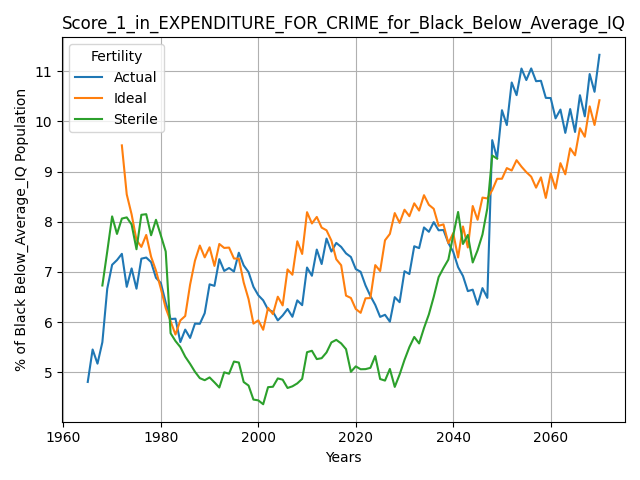 Score_1_in_EXPENDITURE_FOR_CRIME_for_Black_Below_Average_IQ
Fertility
Actual
Ideal
Sterile
% of Black Below_Average_IQ Population
11
10
9
8
7
6
5
1960 1980 2000 2020 2040 2060
Years